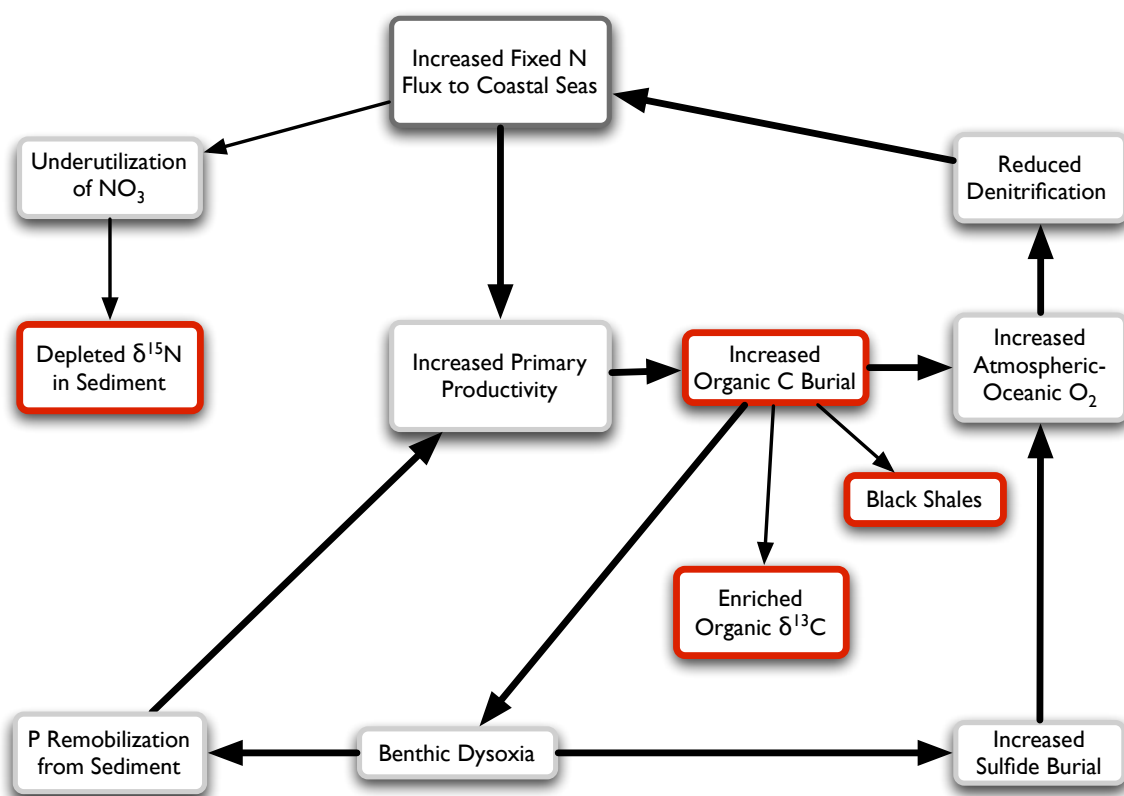 Increased Fixed N
Flux to Coastal Seas
Underutilization
of NO₃
Reduced
Denitrification
Depleted δ¹⁵N
in Sediment
Increased Primary
Productivity
Increased
Organic C Burial
Increased
Atmospheric-
Oceanic O₂
Black Shales
Enriched
Organic δ¹³C
P Remobilization
from Sediment
Benthic Dysoxia
Increased
Sulfide Burial